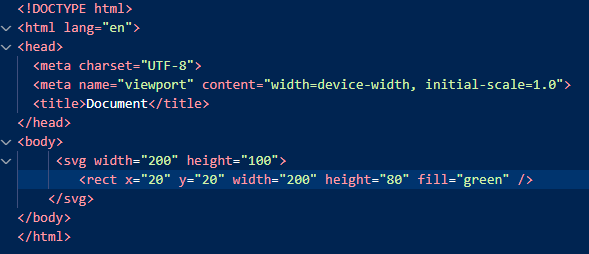 <!DOCTYPE html>
<html lang="en">
<head>
  <meta charset="UTF-8">
  <meta name="viewport" content="width=device-width, initial-scale=1.0">
  <title>Document</title>
</head>
<body>
     <svg width="200" height="100">
        <rect x="20" y="20" width="200" height="80" fill="green" />
    </svg>
</body>
</html>